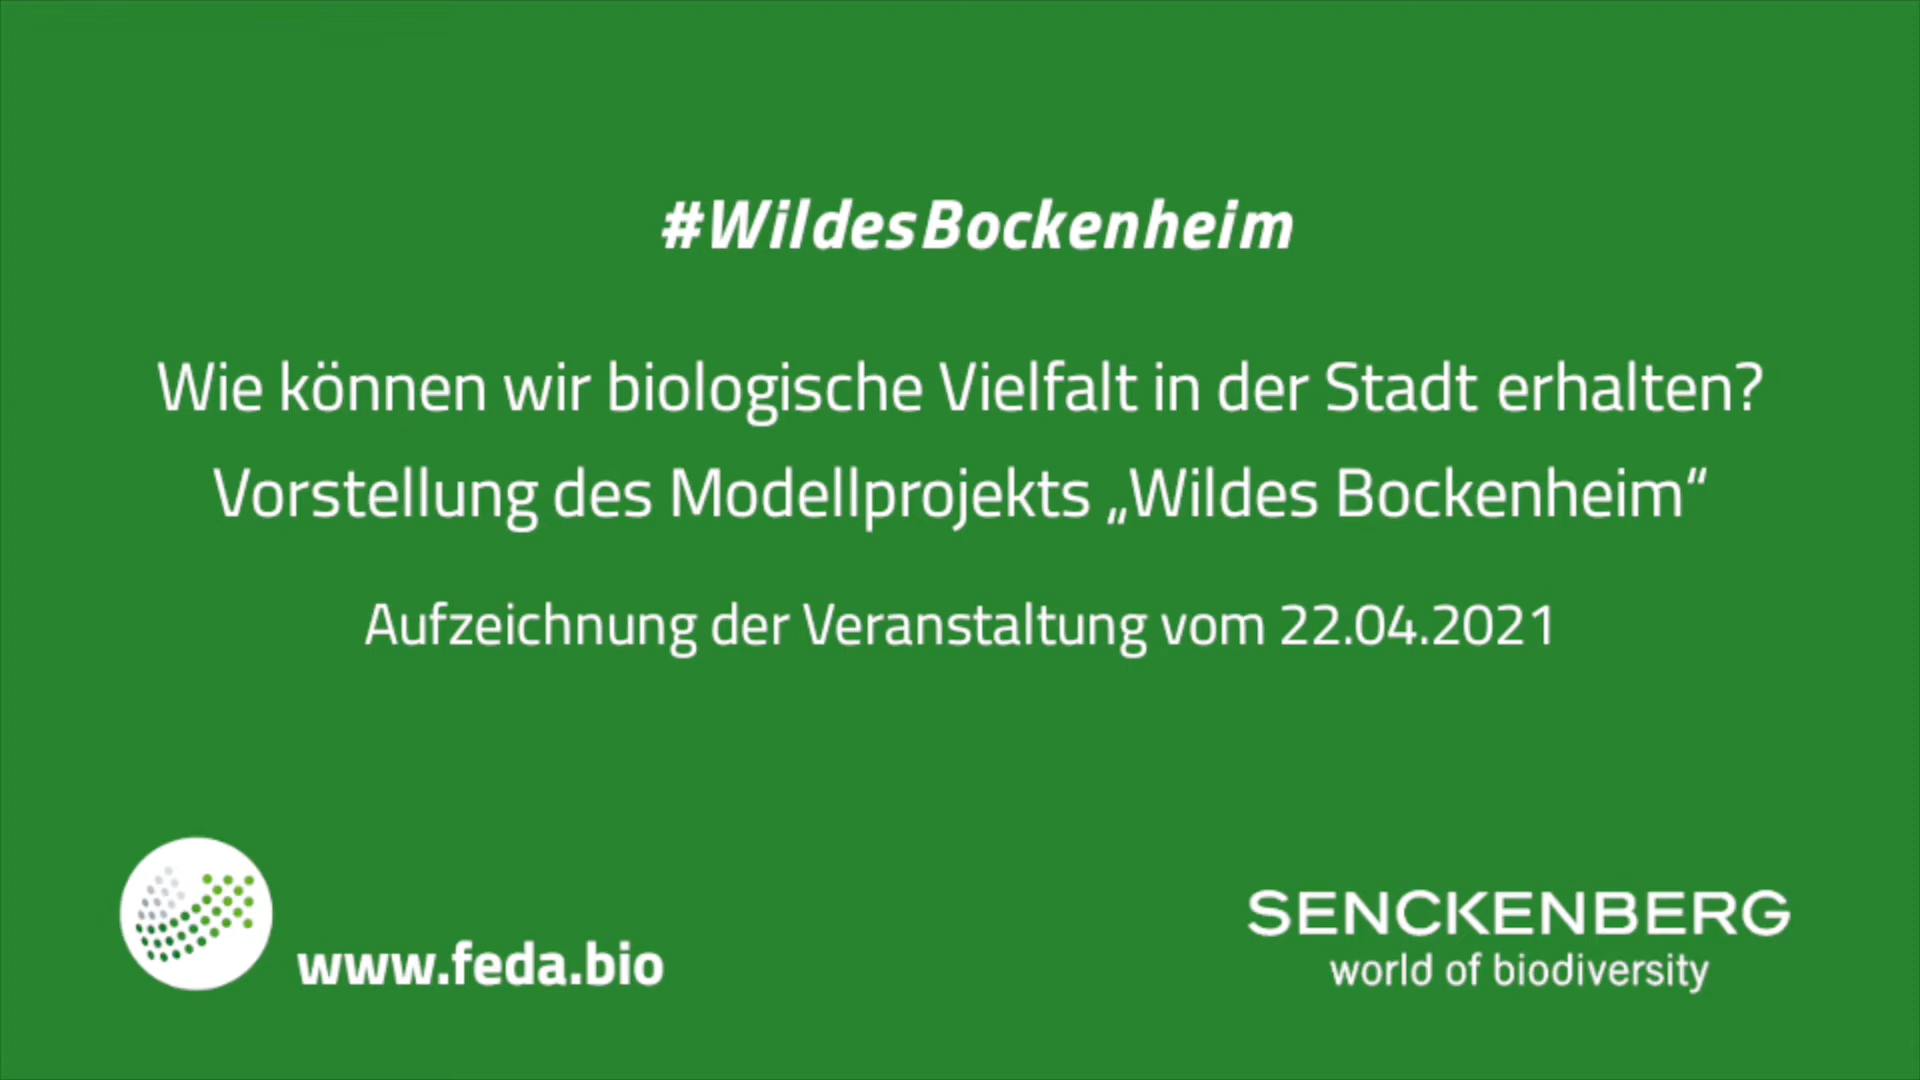 #WildesBockenheim
Wie können wir biologische Vielfalt in der Stadt erhalten?
Vorstellung des Modellprojekts „Wildes Bockenheim“
Aufzeichnung der Veranstaltung vom 22.04.2021
www.feda.bio
SENCKENBERG
world of biodiversity